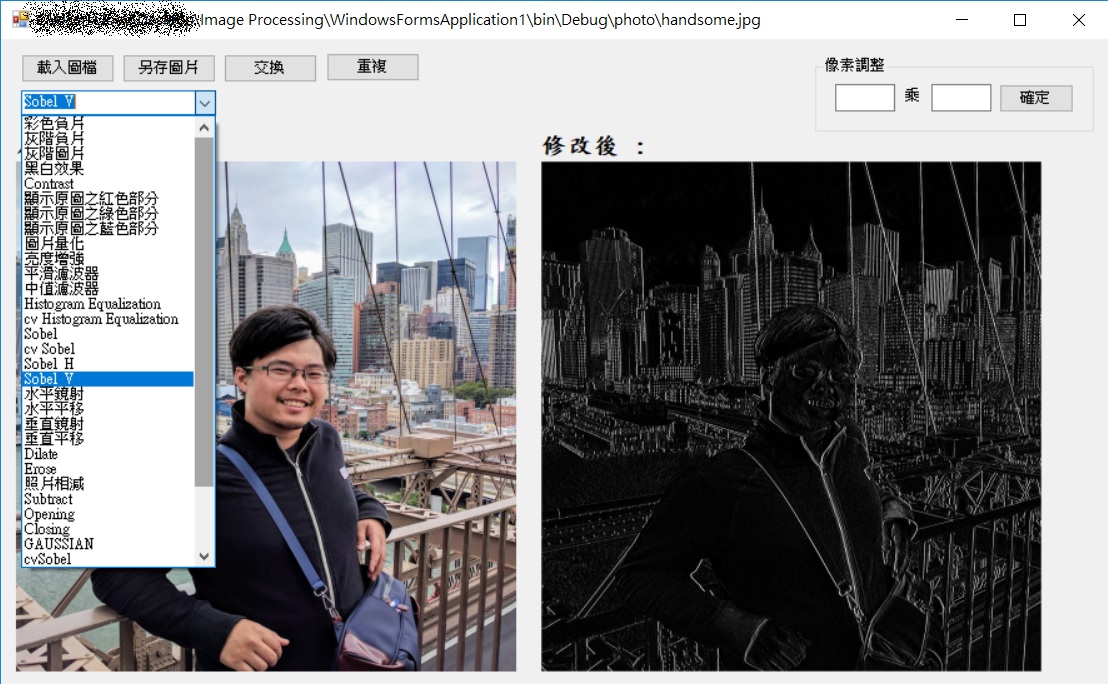 \Image Processing\WindowsFormsApplication1\bin\Debug\photo\handsome.jpg
載入圖檔 另存圖片 交換 重複
像素調整
乘 確定
Sobel V
彩色負片
灰階負片
灰階圖片
黑白效果
Contrast
顯示原圖之紅色部分
顯示原圖之綠色部分
顯示原圖之藍色部分
圖片量化
亮度增強
平滑濾波器
中值濾波器
Histogram Equalization
cv Histogram Equalization
Sobel
cv Sobel
Sobel H
Sobel V
水平鏡射
水平平移
垂直鏡射
垂直平移
Dilate
Erose
照片相減
Subtract
Opening
Closing
GAUSSIAN
cvSobel
修改後 :